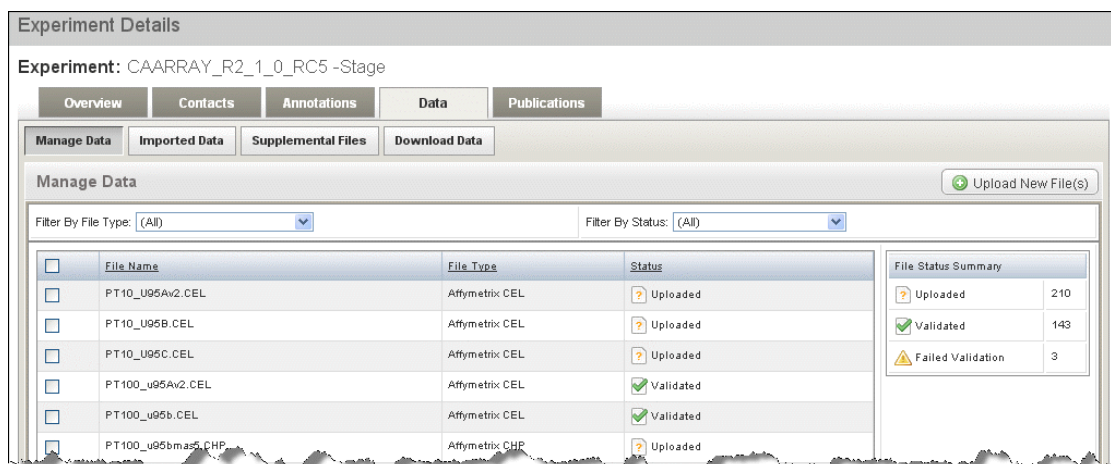 Experiment Details
Experiment: CAARRAY_R2_1_0_RC5 -Stage
Overview Contacts Annotations Data Publications
Manage Data Imported Data Supplemental Files Download Data
Manage Data Upload New File(s)
Filter By File Type: (All) Filter By Status: (All)
File Name File Type Status File Status Summary
PT10_U95Av2.CEL Affymetrix CEL ? Uploaded ? Uploaded 210
PT10_U95B.CEL Affymetrix CEL ? Uploaded Validated 143
PT10_U95C.CEL Affymetrix CEL ? Uploaded Failed Validation 3
PT100_u95Av2.CEL Affymetrix CEL Validated
PT100_u95b.CEL Affymetrix CEL Validated
PT100_u95bmas5.CHP Affymetrix CHP ? Uploaded